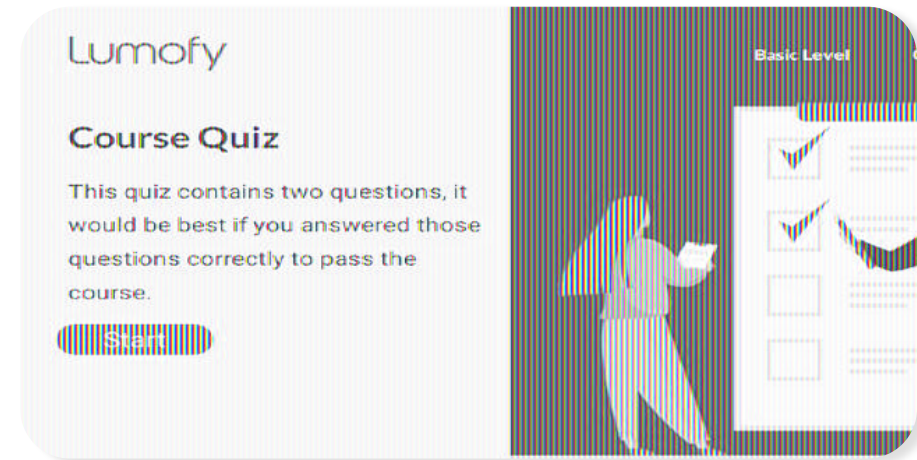 Lumofy
Basic Level
Course Quiz
This quiz contains two questions, it
would be best if you answered those
questions correctly to pass the
course.
Start